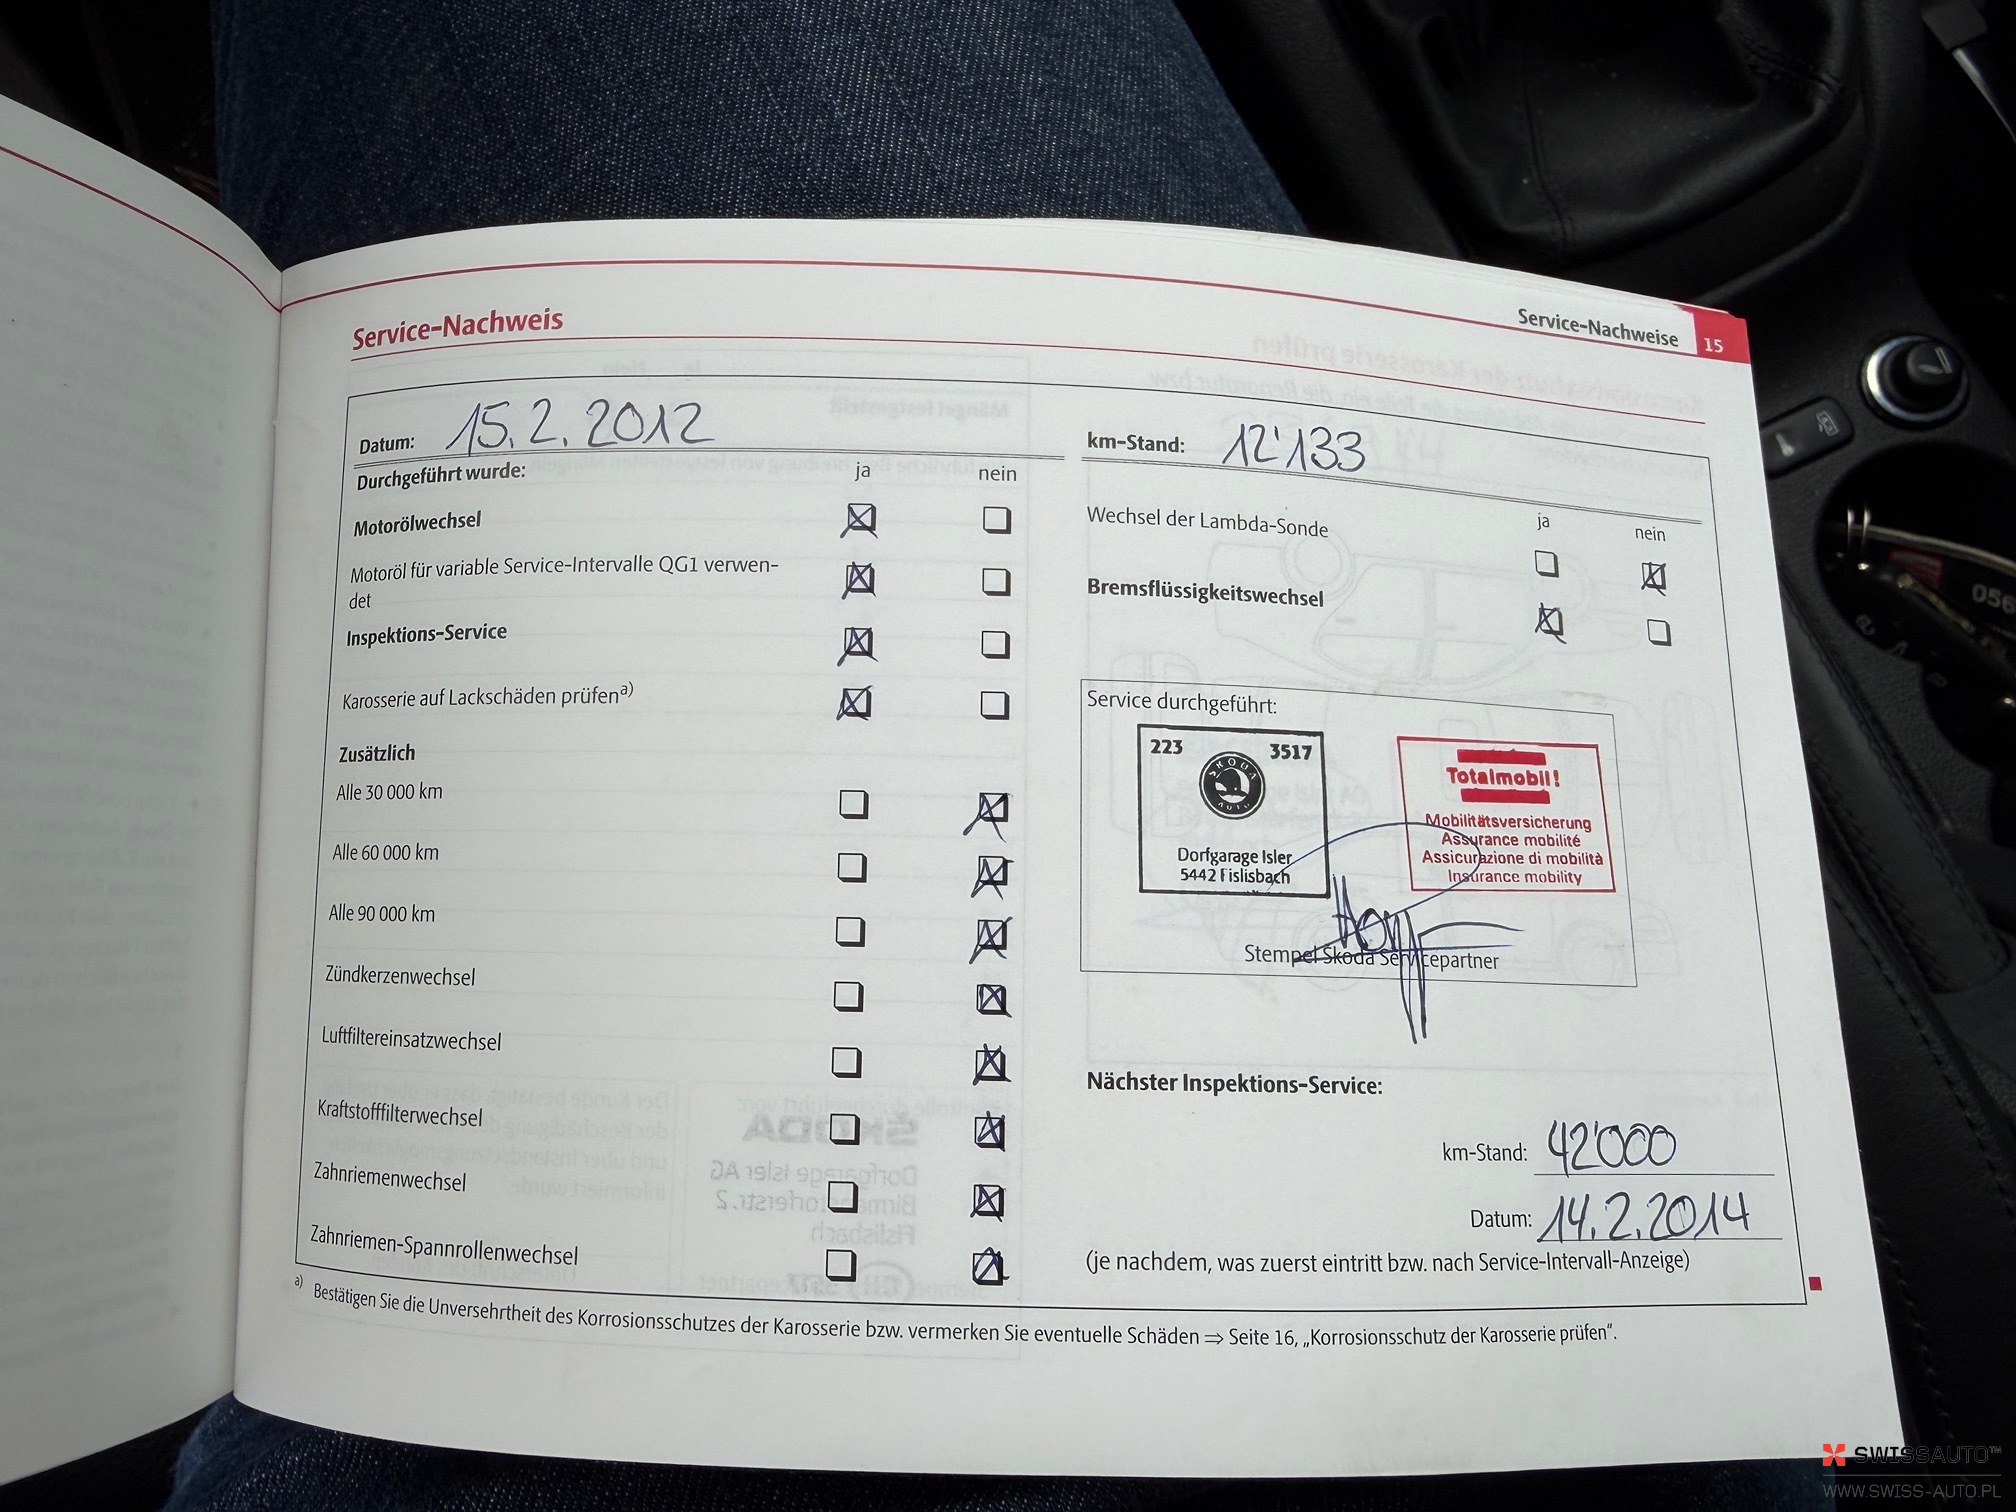 Service-Nachweis
Service-Nachweise 15
Datum: 15.2.2012
Durchgeführt wurde: ja nein
Motorölwechsel
Motoröl für variable Service-Intervalle QG1 verwen-
det
Inspektions-Service
Karosserie auf Lackschäden prüfen a)
Zusätzlich
Alle 30 000 km
Alle 60 000 km
Alle 90 000 km
Zündkerzenwechsel
Luftfiltereinsatzwechsel
Kraftstofffilterwechsel
Zahnriemenwechsel
Zahnriemen-Spannrollenwechsel
km-Stand: 12'133
ja nein
Wechsel der Lambda-Sonde
Bremsflüssigkeitswechsel
Service durchgeführt:
223 3517
SKODA
AUTO
Dorfgarage Isler
5442 Fislisbach
Totalmobil!
Mobilitätsversicherung
Assurance mobilité
Assicurazione di mobilità
Insurance mobility
Stempel Škoda Servicepartner
Nächster Inspektions-Service:
km-Stand: 42'000
Datum: 14.2.2014
(je nachdem, was zuerst eintritt bzw. nach Service-Intervall-Anzeige)
a) Bestätigen Sie die Unversehrtheit des Korrosionsschutzes der Karosserie bzw. vermerken Sie eventuelle Schäden ⇒ Seite 16, „Korrosionsschutz der Karosserie prüfen“.
056
SWISSAUTO™
WWW.SWISS-AUTO.PL